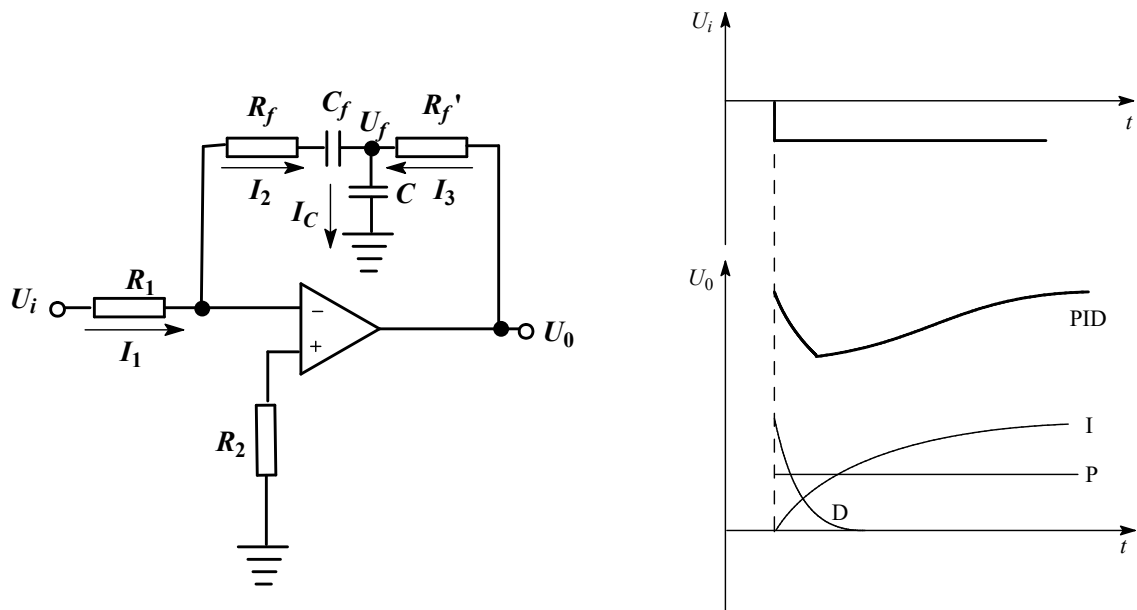 R_f
C_f
U_f
R_f'
I_2
I_C
C
I_3
U_i
R_1
I_1
−
+
U_0
R_2
U_i
t
U_0
PID
I
P
D
t